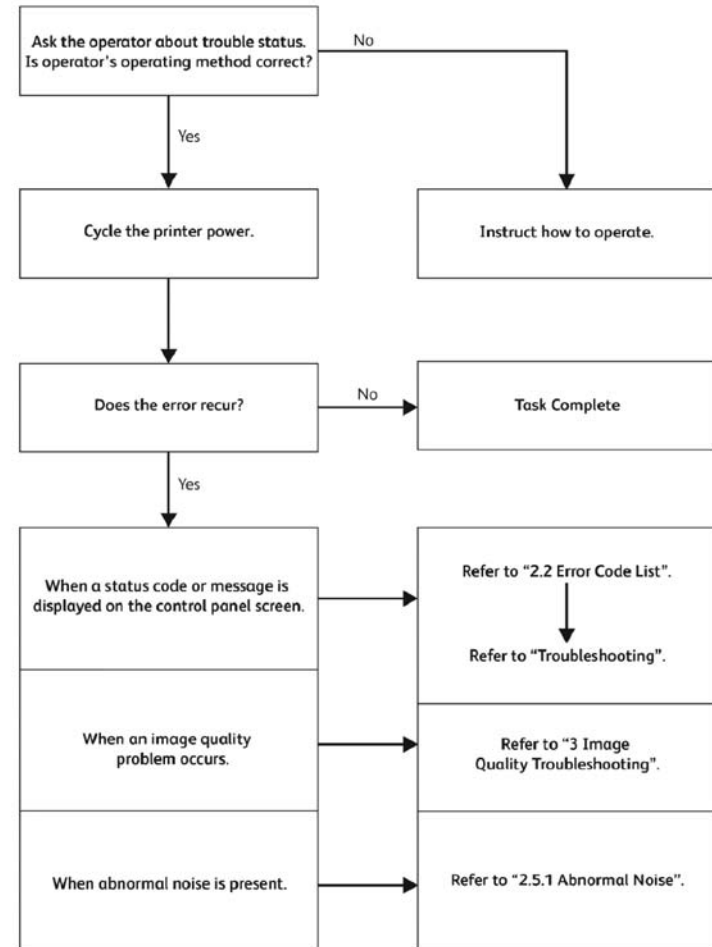 Ask the operator about trouble status.
Is operator's operating method correct?
No
Yes
Cycle the printer power.
Instruct how to operate.
Does the error recur?
No
Task Complete
Yes
When a status code or message is
displayed on the control panel screen.
Refer to “2.2 Error Code List”.
Refer to “Troubleshooting”.
When an image quality
problem occurs.
Refer to “3 Image
Quality Troubleshooting”.
When abnormal noise is present.
Refer to “2.5.1 Abnormal Noise”.